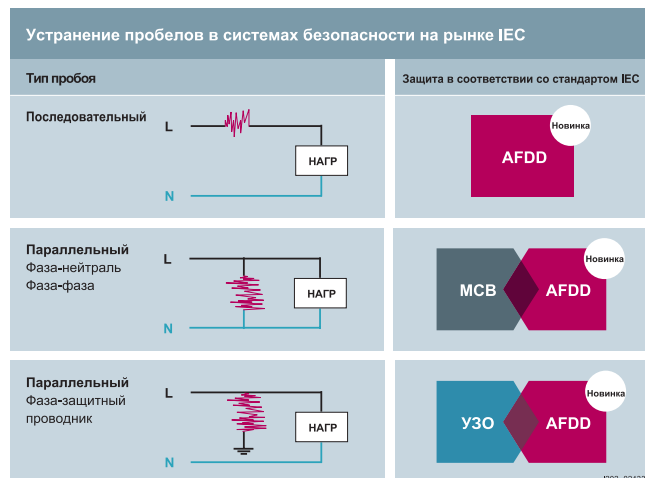 Устранение пробелов в системах безопасности на рынке IEC
Тип пробоя
Защита в соответствии со стандартом IEC
Последовательный
L
НАГР
N
Новинка
AFDD
Параллельный
Фаза-нейтраль
Фаза-фаза
L
НАГР
N
Новинка
MCB
AFDD
Параллельный
Фаза-защитный
проводник
L
НАГР
N
Новинка
УЗО
AFDD